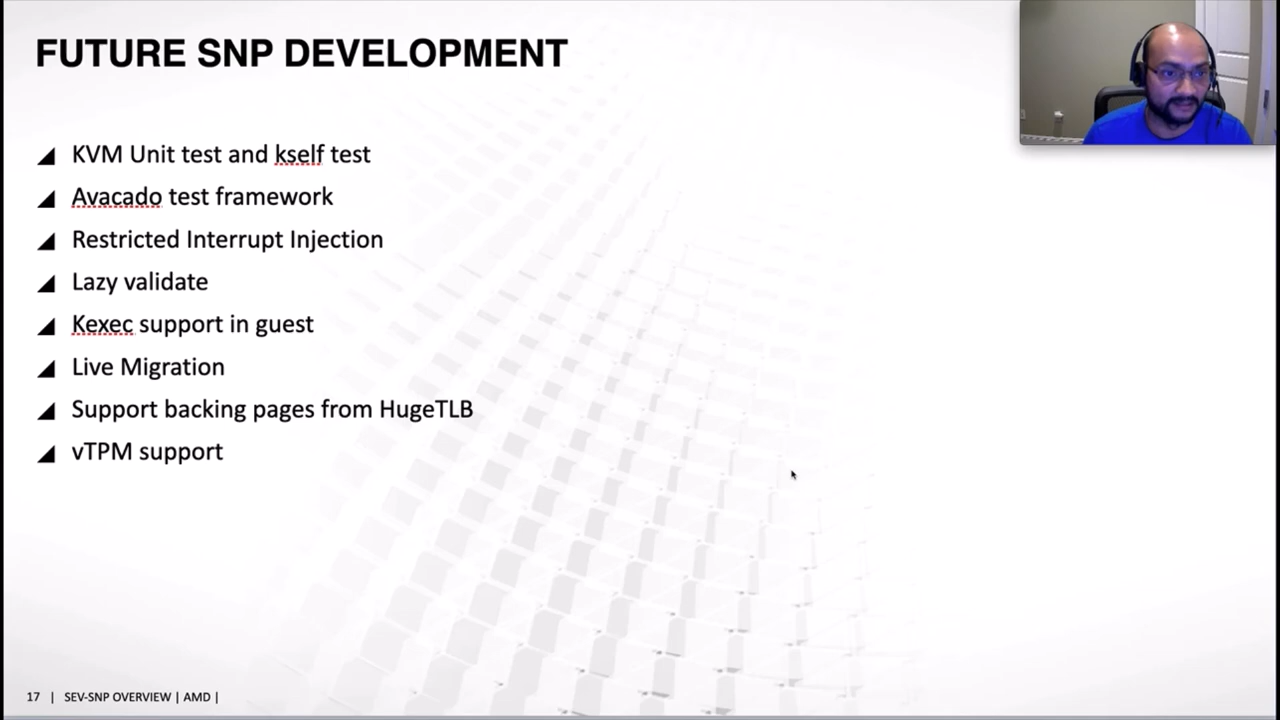 FUTURE SNP DEVELOPMENT
KVM Unit test and kself test
Avacado test framework
Restricted Interrupt Injection
Lazy validate
Kexec support in guest
Live Migration
Support backing pages from HugeTLB
vTPM support
17 | SEV-SNP OVERVIEW | AMD |